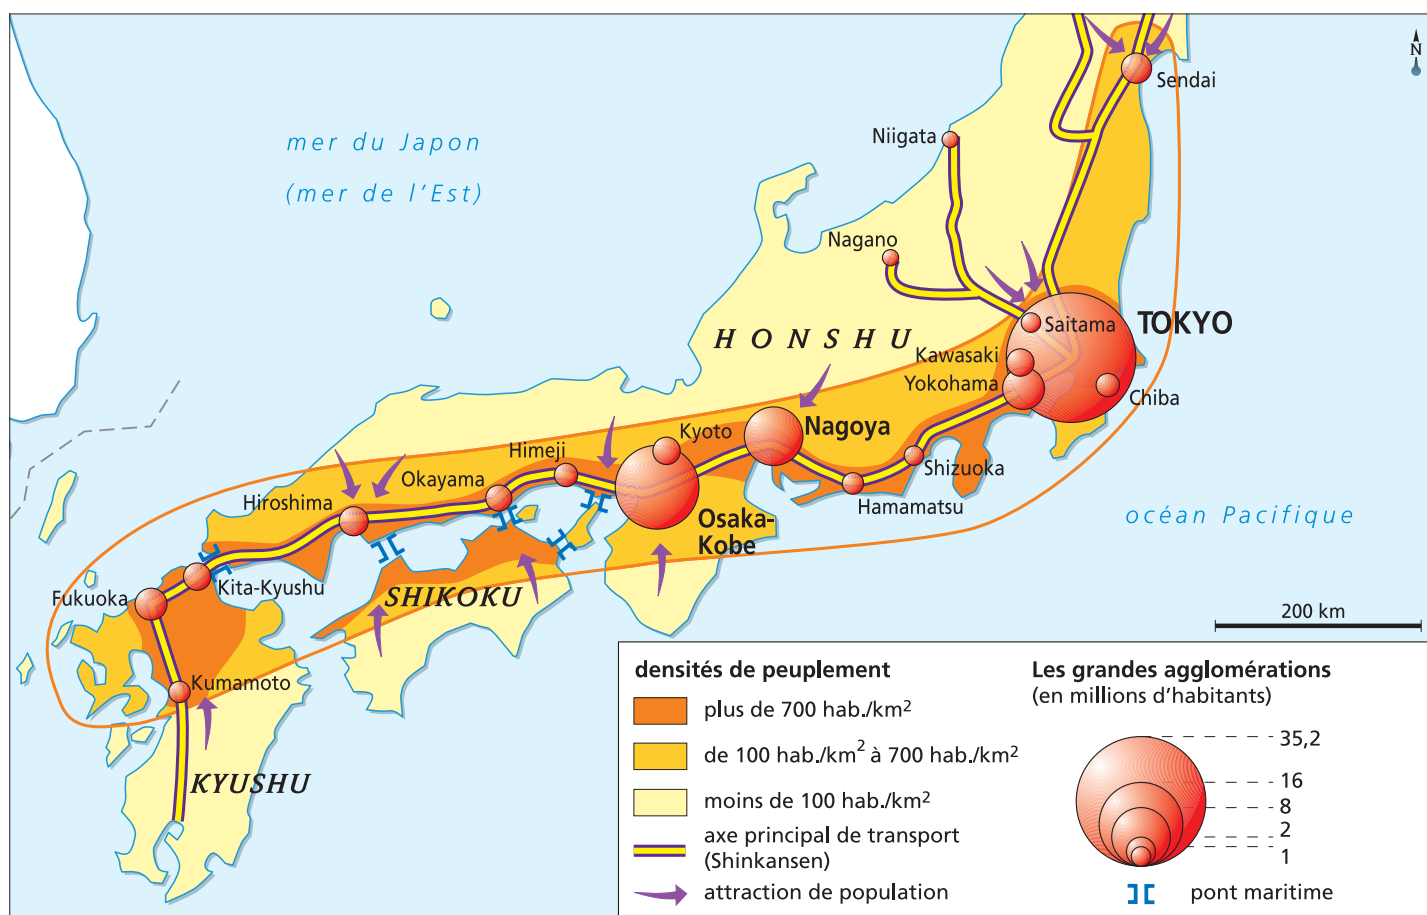 N
Sendai
mer du Japon
(mer de l'Est)
Niigata
Nagano
HONSHU
Saitama
TOKYO
Kawasaki
Yokohama
Chiba
Nagoya
Kyoto
Himeji
Okayama
Hiroshima
Shizuoka
Hamamatsu
Osaka-
Kobe
océan Pacifique
Kita-Kyushu
Fukuoka
SHIKOKU
Kumamoto
KYUSHU
200 km
densités de peuplement
plus de 700 hab./km²
de 100 hab./km² à 700 hab./km²
moins de 100 hab./km²
axe principal de transport
(Shinkansen)
attraction de population
Les grandes agglomérations
(en millions d'habitants)
35,2
16
8
2
1
pont maritime